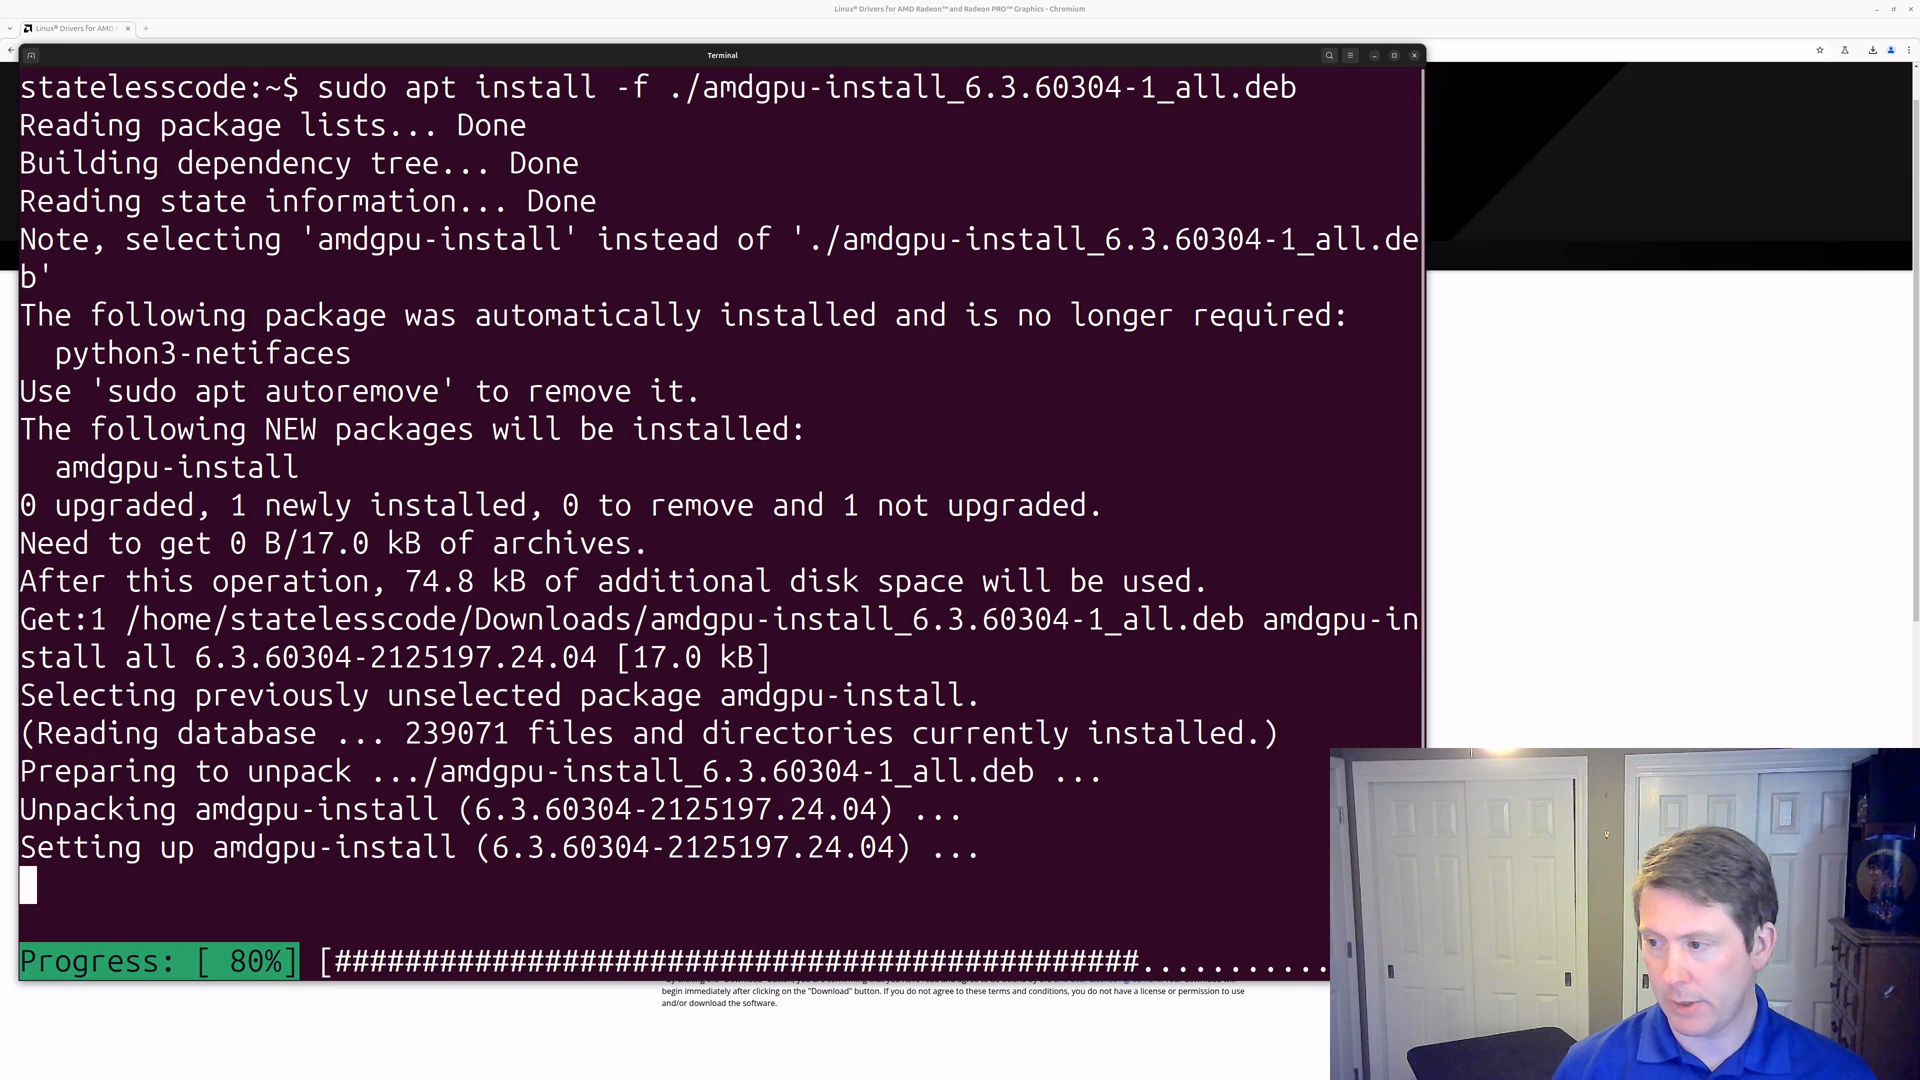 Linux® Drivers for AMD Radeon™ and Radeon PRO™ Graphics - Chromium
Linux® Drivers for AMD
Terminal
statelesscode:~$ sudo apt install -f ./amdgpu-install_6.3.60304-1_all.deb
Reading package lists... Done
Building dependency tree... Done
Reading state information... Done
Note, selecting 'amdgpu-install' instead of './amdgpu-install_6.3.60304-1_all.de
b'
The following package was automatically installed and is no longer required:
python3-netifaces
Use 'sudo apt autoremove' to remove it.
The following NEW packages will be installed:
amdgpu-install
0 upgraded, 1 newly installed, 0 to remove and 1 not upgraded.
Need to get 0 B/17.0 kB of archives.
After this operation, 74.8 kB of additional disk space will be used.
Get:1 /home/statelesscode/Downloads/amdgpu-install_6.3.60304-1_all.deb amdgpu-in
stall all 6.3.60304-2125197.24.04 [17.0 kB]
Selecting previously unselected package amdgpu-install.
(Reading database ... 239071 files and directories currently installed.)
Preparing to unpack .../amdgpu-install_6.3.60304-1_all.deb ...
Unpacking amdgpu-install (6.3.60304-2125197.24.04) ...
Setting up amdgpu-install (6.3.60304-2125197.24.04) ...
Progress: [ 80%] [##############################################...........
begin immediately after clicking on the "Download" button. If you do not agree to these terms and conditions, you do not have a license or permission to use
and/or download the software.